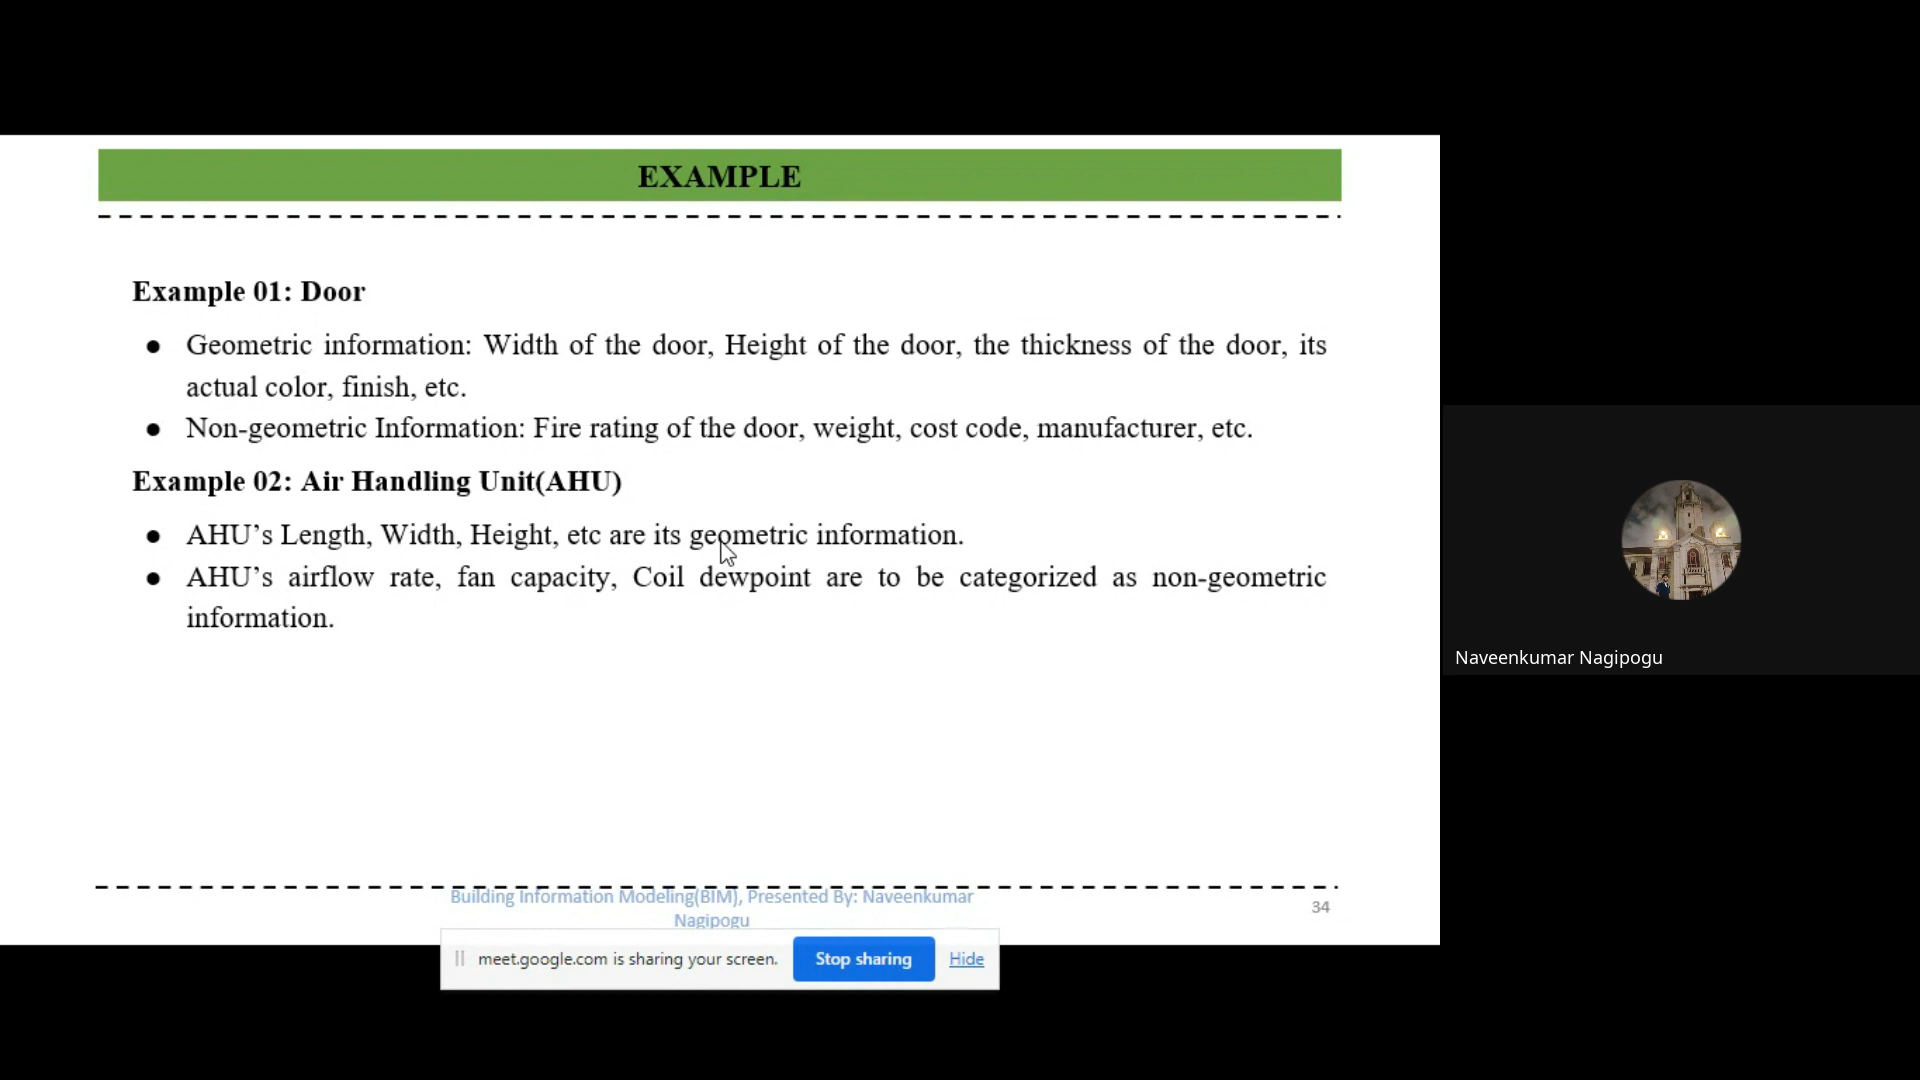 EXAMPLE
Example 01: Door
● Geometric information: Width of the door, Height of the door, the thickness of the door, its
actual color, finish, etc.
● Non-geometric Information: Fire rating of the door, weight, cost code, manufacturer, etc.
Example 02: Air Handling Unit(AHU)
● AHU’s Length, Width, Height, etc are its geometric information.
● AHU’s airflow rate, fan capacity, Coil dewpoint are to be categorized as non-geometric
information.
Naveenkumar Nagipogu
Building Information Modeling(BIM), Presented By: Naveenkumar
Nagipogu
34
meet.google.com is sharing your screen. Stop sharing Hide